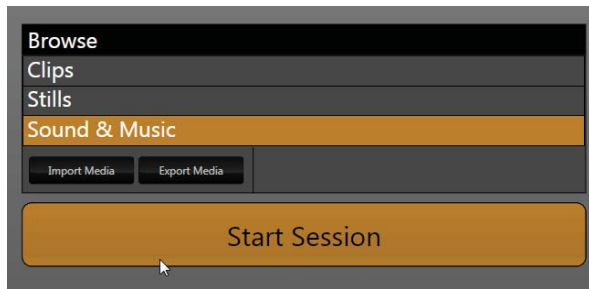 Browse
Clips
Stills
Sound & Music
Import Media Export Media
Start Session